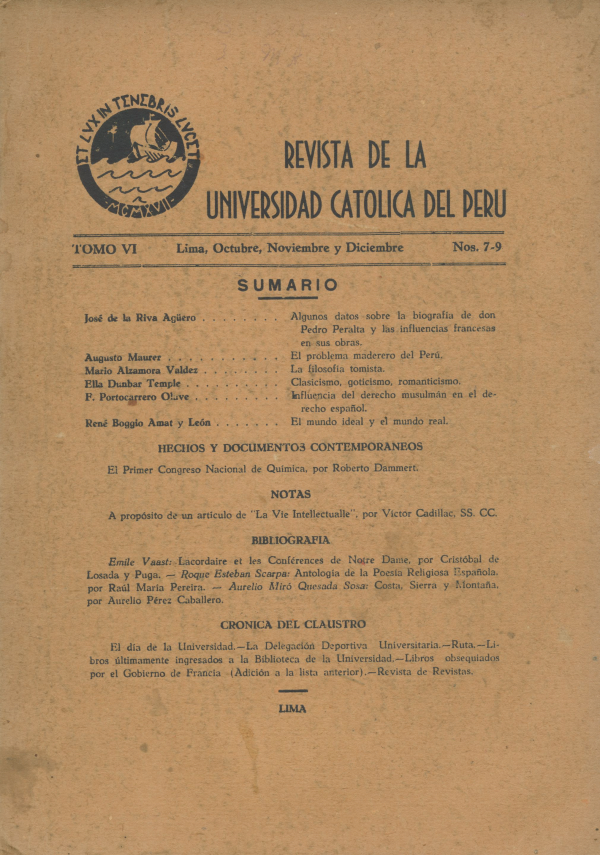 ET LVX IN TENEBRIS LVCET
MCMXVII
REVISTA DE LA
UNIVERSIDAD CATOLICA DEL PERU
TOMO VI Lima, Octubre, Noviembre y Diciembre Nos. 7-9
SUMARIO
José de la Riva Agüero . . . . . . . . Algunos datos sobre la biografía de don
Pedro Peralta y las influencias francesas
en sus obras.
Augusto Maurer . . . . . . . . . . . . El problema maderero del Perú.
Mario Alzamora Valdez . . . . . . . . La filosofía tomista.
Ella Dunbar Temple . . . . . . . . . . Clasicismo, goticismo, romanticismo.
F. Portocarrero Olave . . . . . . . . Influencia del derecho musulmán en el de-
recho español.
René Boggio Amat y León . . . . . . . El mundo ideal y el mundo real.
HECHOS Y DOCUMENTOS CONTEMPORANEOS
El Primer Congreso Nacional de Química, por Roberto Dammert.
NOTAS
A propósito de un artículo de "La Vie Intellectualle", por Víctor Cadillac, SS. CC.
BIBLIOGRAFIA
Emile Vaast: Lacordaire et les Conférences de Notre Dame, por Cristóbal de
Losada y Puga. — Roque Esteban Scarpa: Antología de la Poesía Religiosa Española,
por Raúl María Pereira. — Aurelio Miró Quesada Sosa: Costa, Sierra y Montaña,
por Aurelio Pérez Caballero.
CRONICA DEL CLAUSTRO
El día de la Universidad.—La Delegación Deportiva Universitaria.—Ruta.—Li-
bros últimamente ingresados a la Biblioteca de la Universidad.—Libros obsequiados
por el Gobierno de Francia (Adición a la lista anterior).—Revista de Revistas.
LIMA